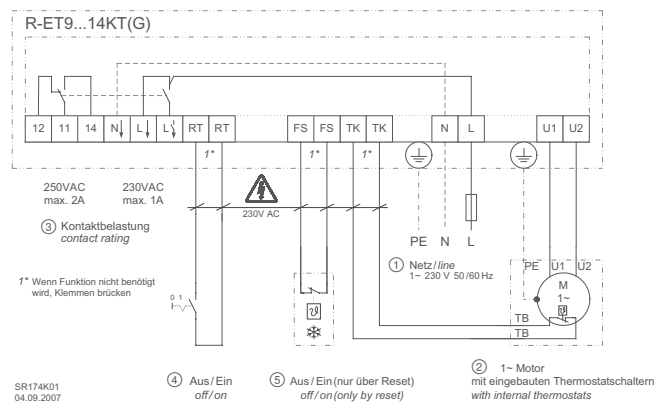 R-ET9...14KT(G)
12 11 14 N L L RT RT FS FS TK TK N L U1 U2
1* 1* 1*
250VAC
max. 2A
230VAC
max. 1A
230V AC
③ Kontaktbelastung
contact rating
PE N L
① Netz/line
1~ 230 V 50/60 Hz
1* Wenn Funktion nicht benötigt
wird, Klemmen brücken
0 1
PE U1 U2
M
1~
ϑ
ϑ
TB
TB
④ Aus/Ein
off/on
⑤ Aus/Ein (nur über Reset)
off/on (only by reset)
② 1~ Motor
mit eingebauten Thermostatschaltern
with internal thermostats
SR174K01
04.09.2007